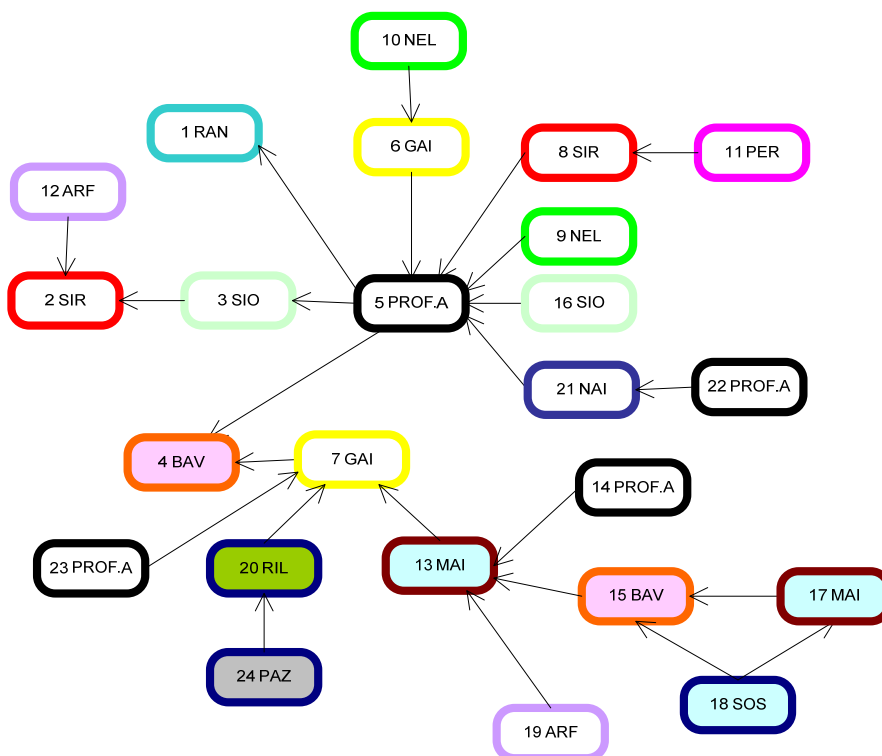 10 NEL
1 RAN
6 GAI
8 SIR
11 PER
12 ARF
9 NEL
2 SIR
3 SIO
5 PROF.A
16 SIO
21 NAI
22 PROF.A
4 BAV
7 GAI
14 PROF.A
23 PROF.A
20 RIL
13 MAI
15 BAV
17 MAI
24 PAZ
18 SOS
19 ARF